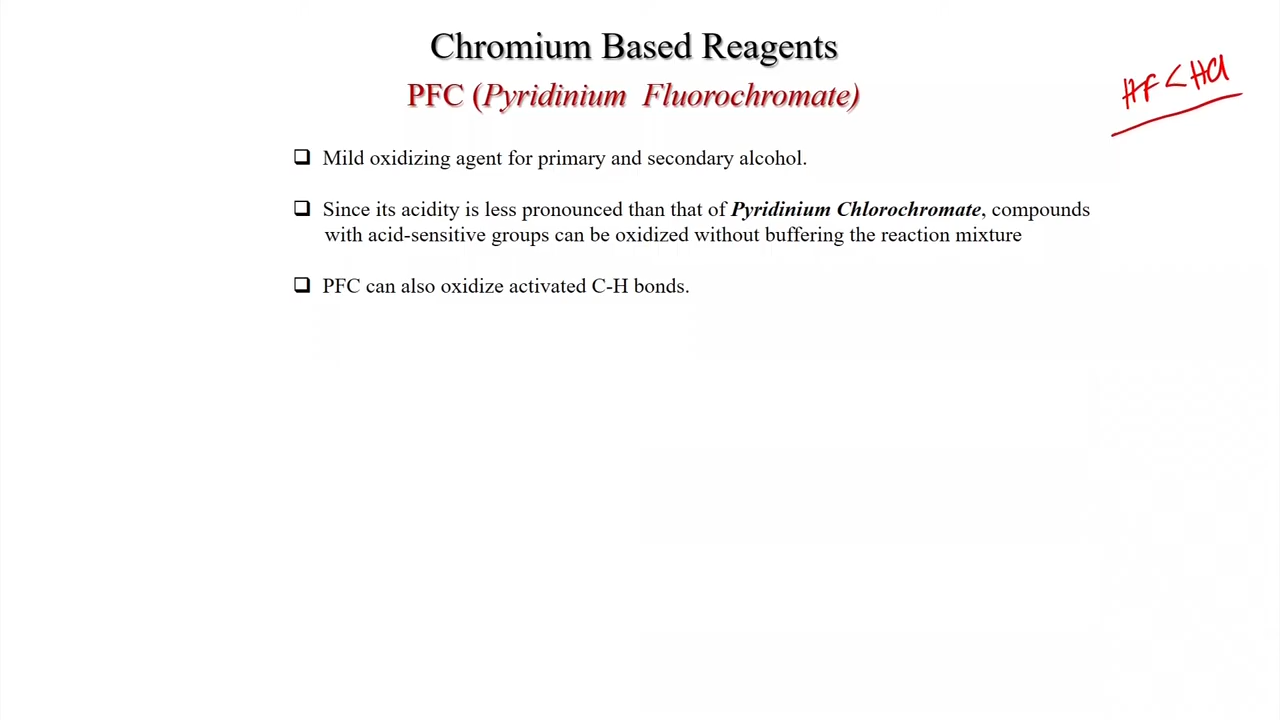 Chromium Based Reagents
PFC (Pyridinium Fluorochromate)
HF < HCl
❑ Mild oxidizing agent for primary and secondary alcohol.
❑ Since its acidity is less pronounced than that of Pyridinium Chlorochromate, compounds
with acid-sensitive groups can be oxidized without buffering the reaction mixture
❑ PFC can also oxidize activated C-H bonds.